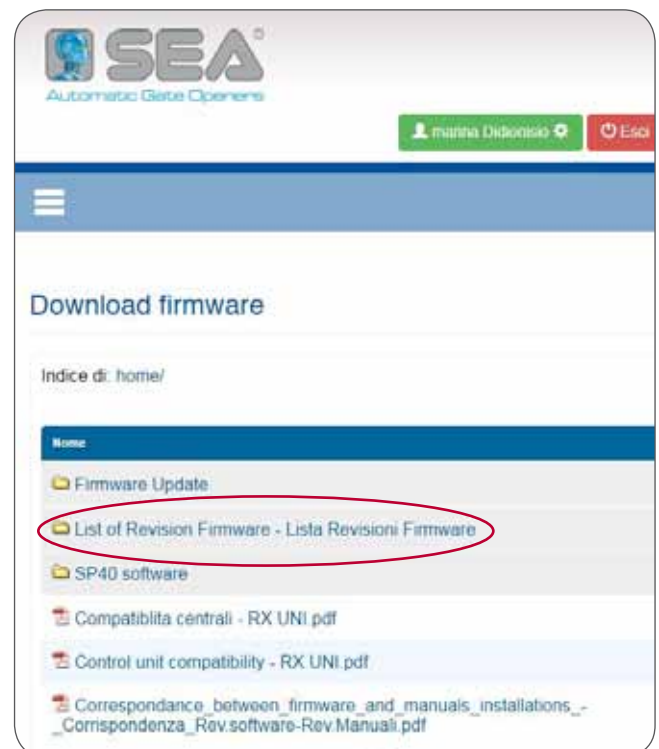 SEA
Automatic Gate Openers
marina Didionisio
Esci
Download firmware
Indice di: home/
Nome
Firmware Update
List of Revision Firmware - Lista Revisioni Firmware
SP40 software
Compatiblita centrali - RX UNI.pdf
Control unit compatibility - RX UNI.pdf
Correspondance_between_firmware_and_manuals_installations_-
_Corrispondenza_Rev.software-Rev.Manuali.pdf